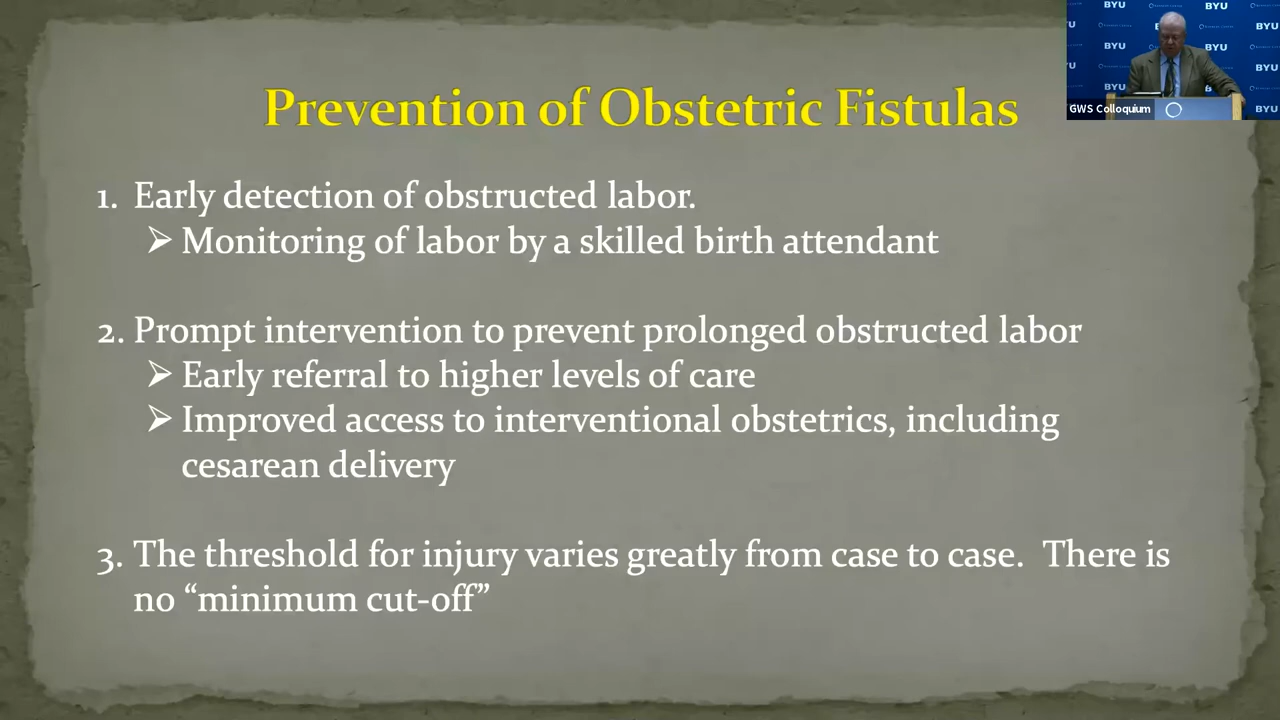 Prevention of Obstetric Fistulas
1. Early detection of obstructed labor.
➢ Monitoring of labor by a skilled birth attendant
2. Prompt intervention to prevent prolonged obstructed labor
➢ Early referral to higher levels of care
➢ Improved access to interventional obstetrics, including
cesarean delivery
3. The threshold for injury varies greatly from case to case. There is
no “minimum cut-off”
BYU
BYU
BYU
BYU
BYU
BYU
BYU
GWS Colloquium